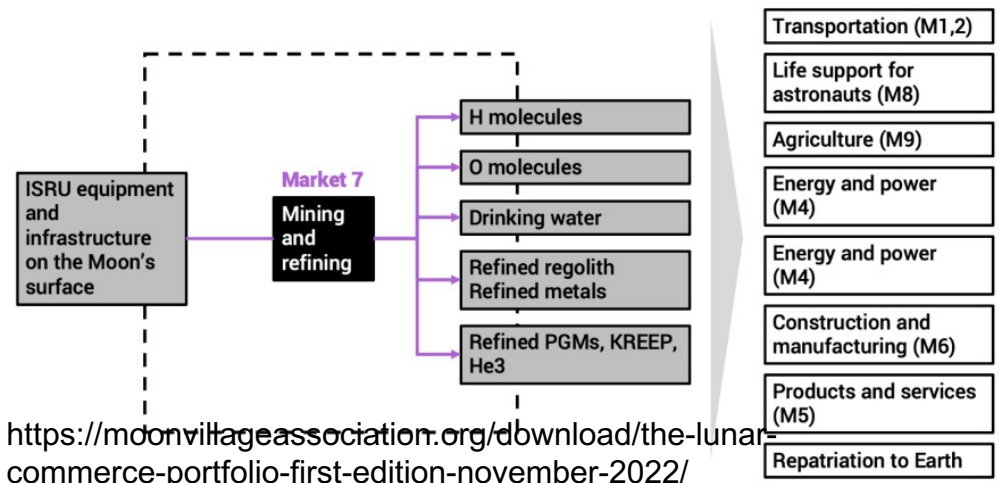 ISRU equipment
and
infrastructure
on the Moon's
surface
Market 7
Mining
and
refining
H molecules
O molecules
Drinking water
Refined regolith
Refined metals
Refined PGMs, KREEP,
He3
Transportation (M1,2)
Life support for
astronauts (M8)
Agriculture (M9)
Energy and power
(M4)
Energy and power
(M4)
Construction and
manufacturing (M6)
Products and services
(M5)
Repatriation to Earth
https://moonvillageassociation.org/download/the-lunar-
commerce-portfolio-first-edition-november-2022/